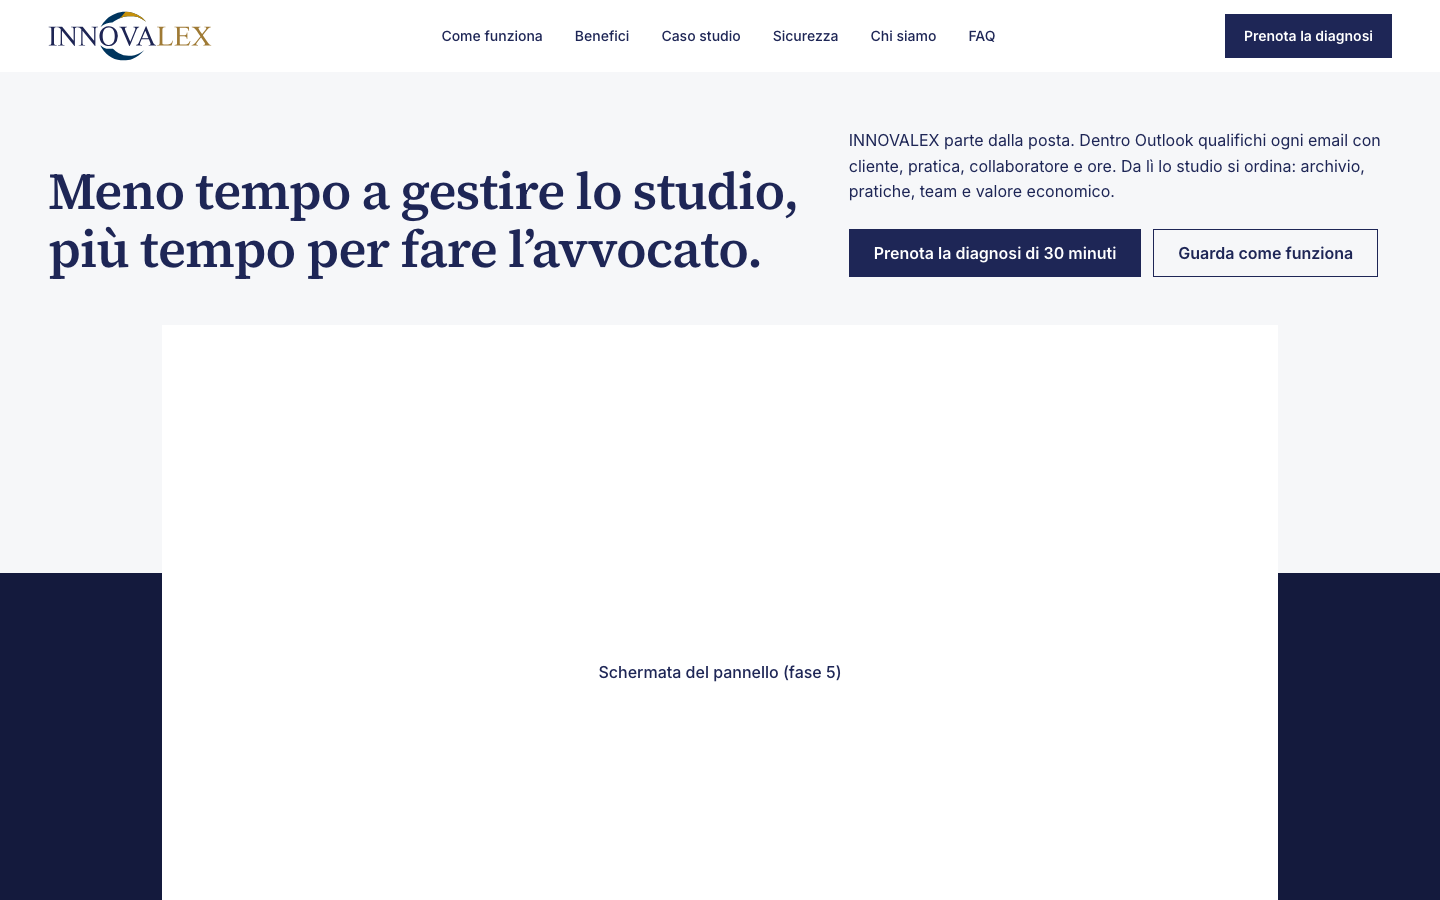 INNOVALEX
Come funziona
Benefici
Caso studio
Sicurezza
Chi siamo
FAQ
Prenota la diagnosi
Meno tempo a gestire lo studio,
più tempo per fare l’avvocato.
INNOVALEX parte dalla posta. Dentro Outlook qualifichi ogni email con
cliente, pratica, collaboratore e ore. Da lì lo studio si ordina: archivio,
pratiche, team e valore economico.
Prenota la diagnosi di 30 minuti
Guarda come funziona
Schermata del pannello (fase 5)